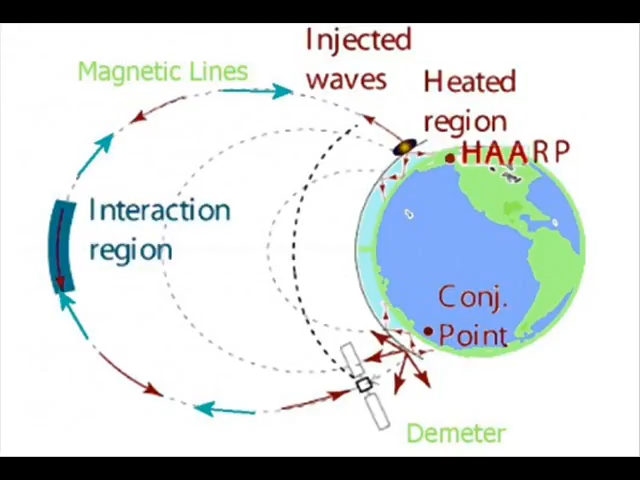 Injected
waves
Magnetic Lines
Heated
region
HAARP
Interaction
region
Conj.
Point
Demeter